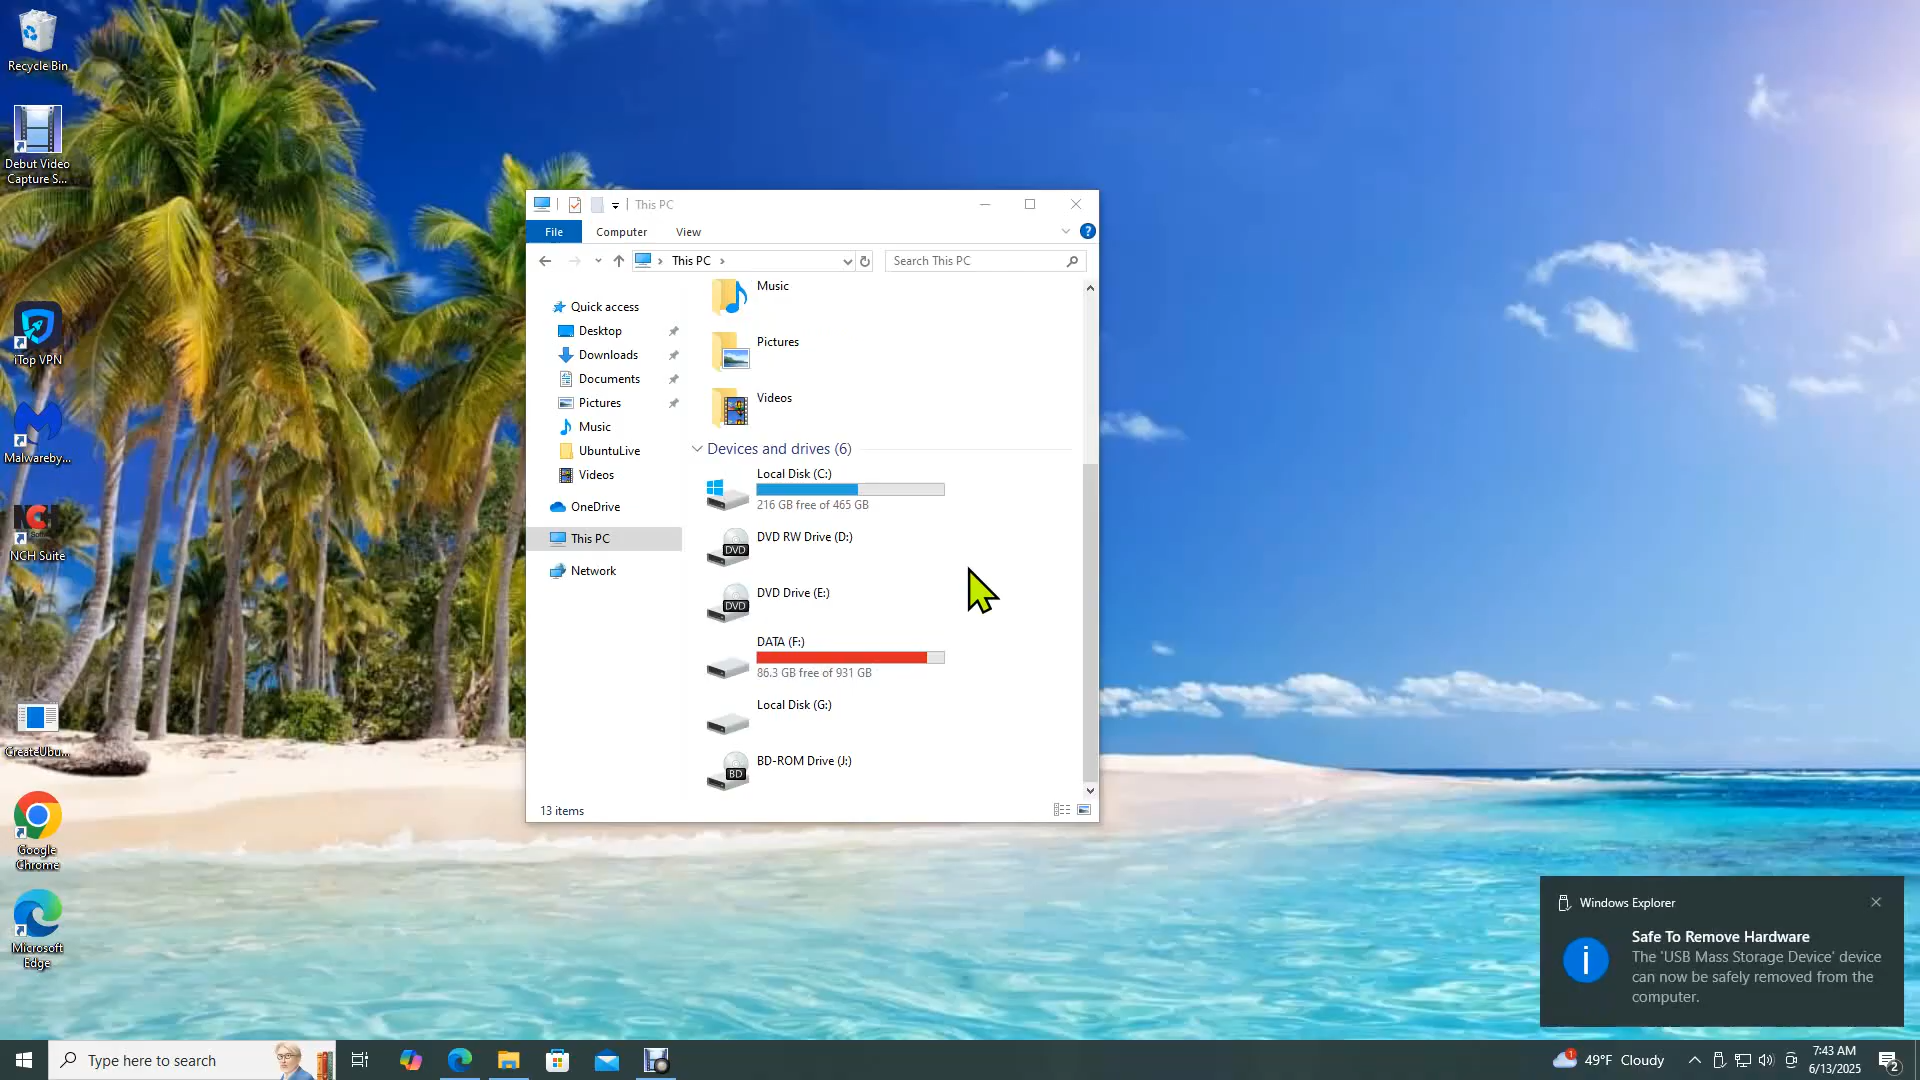 Recycle Bin
Debut Video
Capture S...
iTop VPN
Malwareby...
NCH Suite
CreateUbu...
Google
Chrome
Microsoft
Edge
This PC
File
Computer
View
This PC
Search This PC
Quick access
Desktop
Downloads
Documents
Pictures
Music
UbuntuLive
Videos
OneDrive
This PC
Network
Music
Pictures
Videos
Devices and drives (6)
Local Disk (C:)
216 GB free of 465 GB
DVD RW Drive (D:)
DVD
DVD Drive (E:)
DVD
DATA (F:)
86.3 GB free of 931 GB
Local Disk (G:)
BD-ROM Drive (J:)
BD
13 items
Windows Explorer
Safe To Remove Hardware
The 'USB Mass Storage Device' device
can now be safely removed from the
computer.
Type here to search
1
49°F Cloudy
7:43 AM
6/13/2025
2